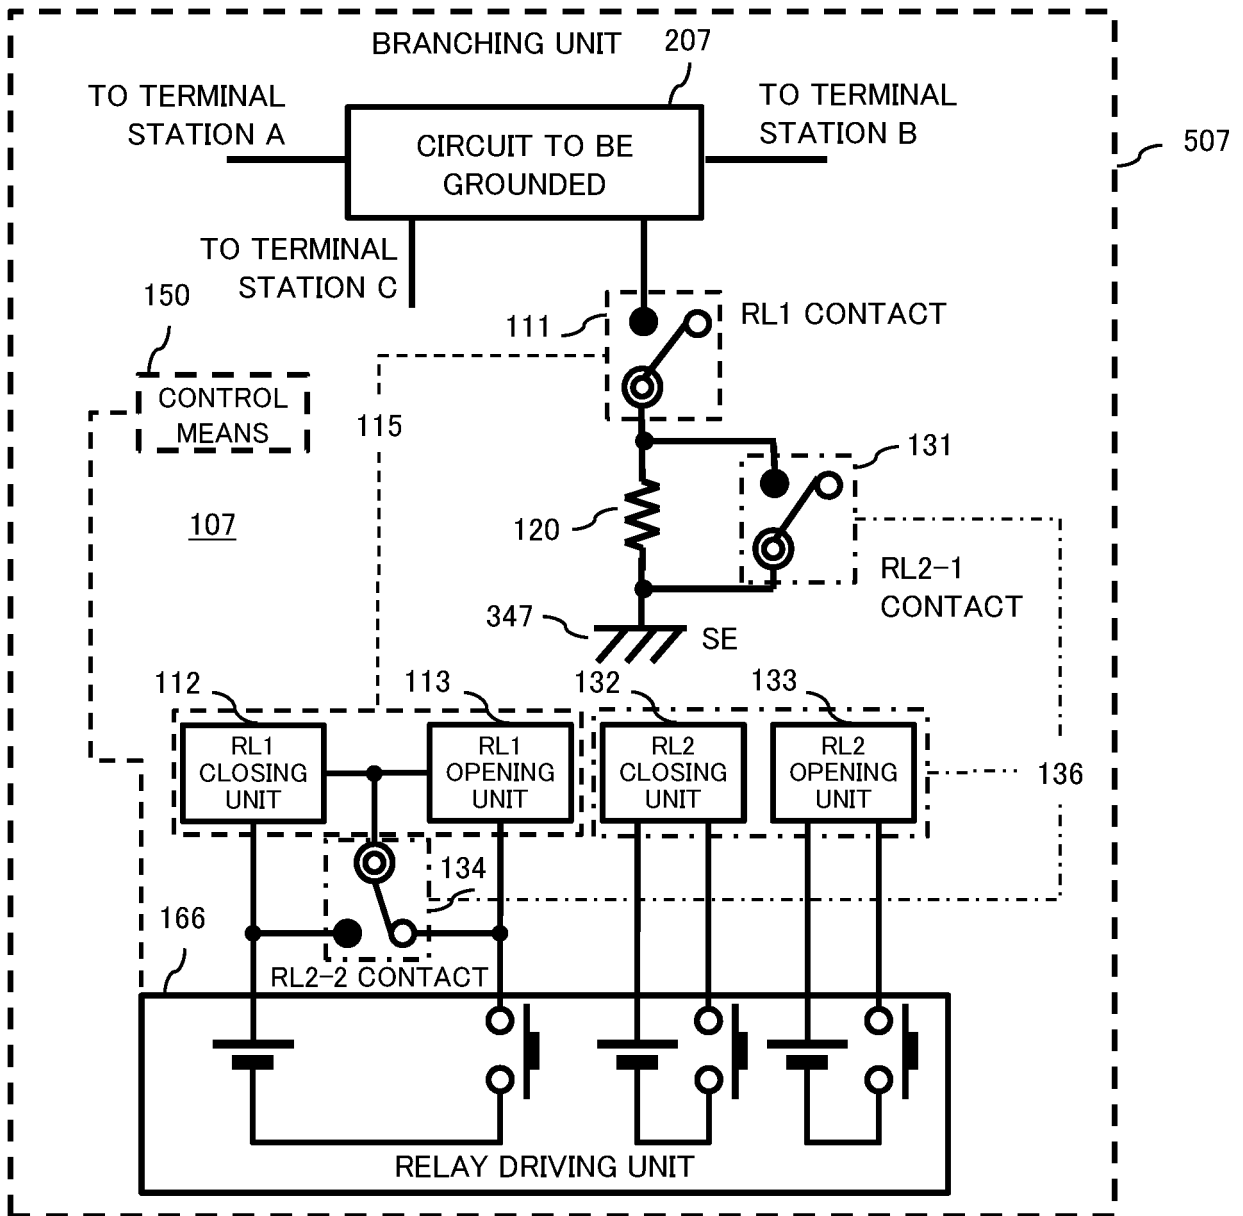 BRANCHING UNIT
207
TO TERMINAL
STATION A
TO TERMINAL
STATION B
507
CIRCUIT TO BE
GROUNDED
TO TERMINAL
STATION C
150
111
RL1 CONTACT
CONTROL
MEANS
115
131
107
120
RL2-1
CONTACT
347
SE
112
113
132
133
RL1
CLOSING
UNIT
RL1
OPENING
UNIT
RL2
CLOSING
UNIT
RL2
OPENING
UNIT
136
134
166
RL2-2 CONTACT
RELAY DRIVING UNIT